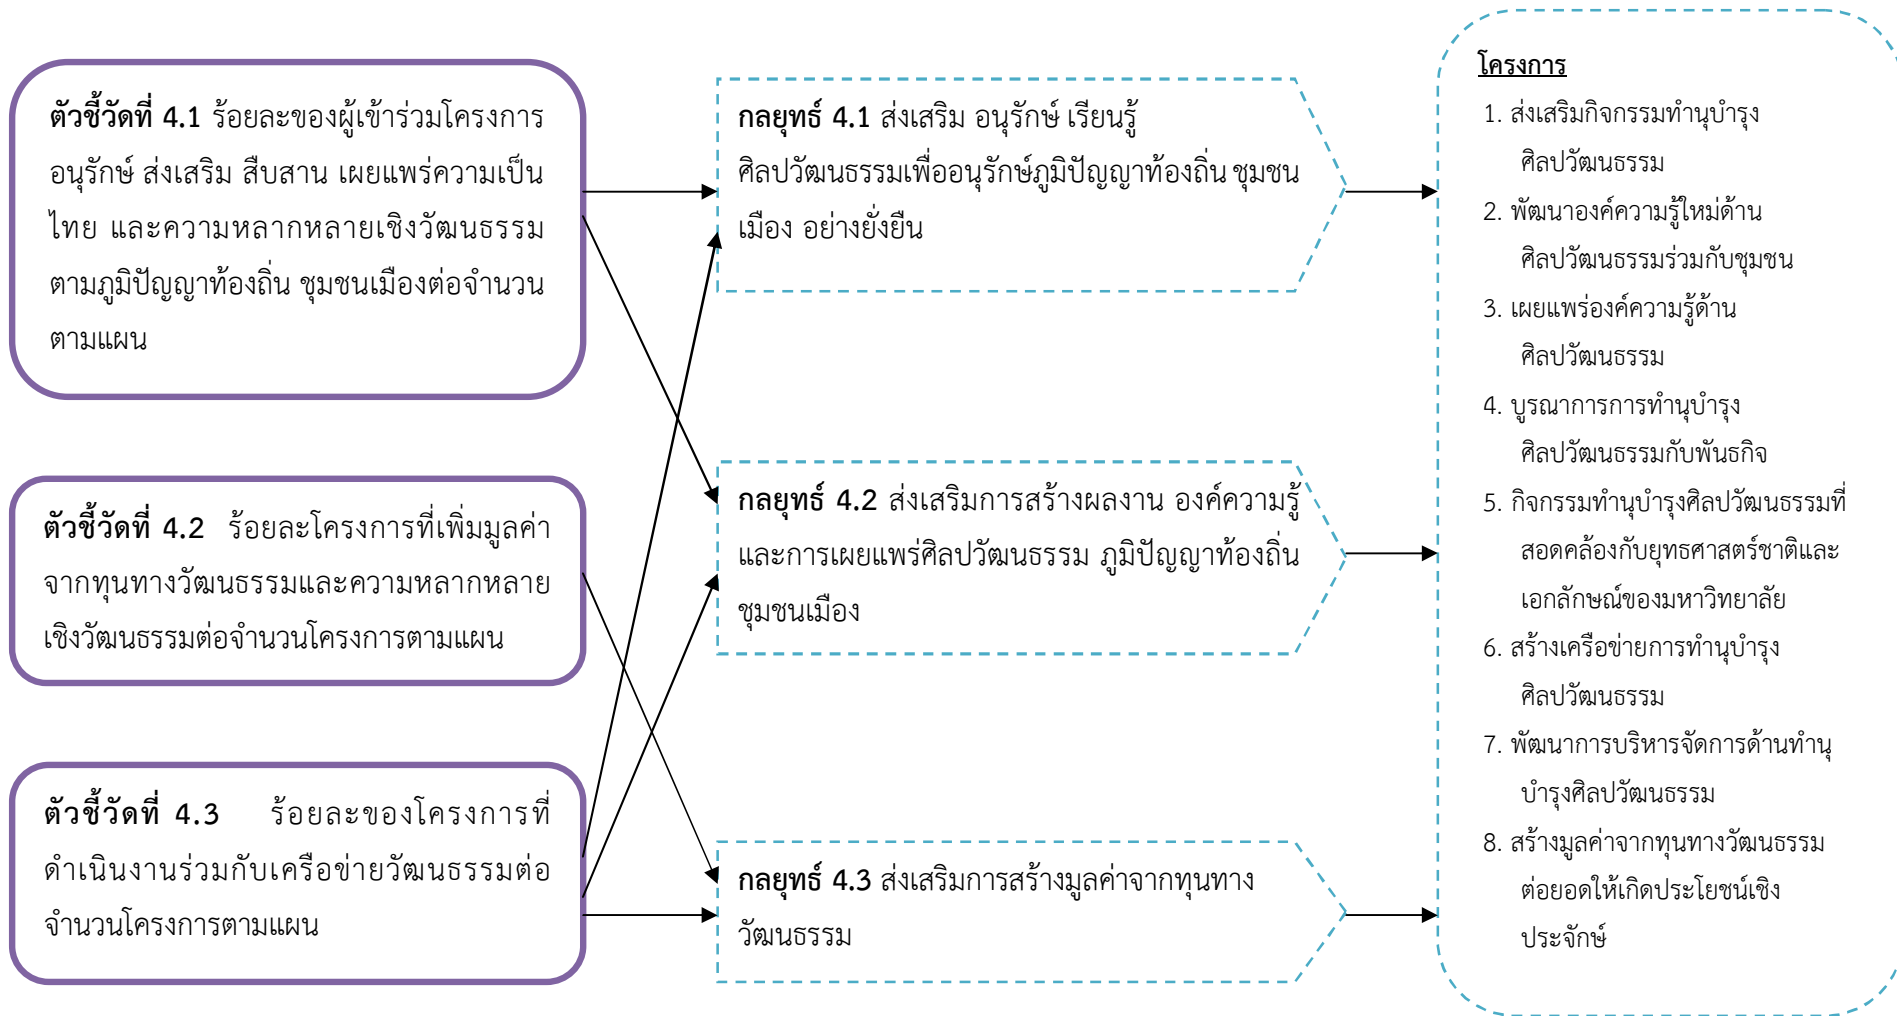 ตัวชี้วัดที่ 4.1 ร้อยละของผู้เข้าร่วมโครงการ
อนุรักษ์ ส่งเสริม สืบสาน เผยแพร่ความเป็น
ไทย และความหลากหลายเชิงวัฒนธรรม
ตามภูมิปัญญาท้องถิ่น ชุมชนเมืองต่อจำนวน
ตามแผน
ตัวชี้วัดที่ 4.2 ร้อยละโครงการที่เพิ่มมูลค่า
จากทุนทางวัฒนธรรมและความหลากหลาย
เชิงวัฒนธรรมต่อจำนวนโครงการตามแผน
ตัวชี้วัดที่ 4.3 ร้อยละของโครงการที่
ดำเนินงานร่วมกับเครือข่ายวัฒนธรรมต่อ
จำนวนโครงการตามแผน
กลยุทธ์ 4.1 ส่งเสริม อนุรักษ์ เรียนรู้
ศิลปวัฒนธรรมเพื่ออนุรักษ์ภูมิปัญญาท้องถิ่น ชุมชน
เมือง อย่างยั่งยืน
กลยุทธ์ 4.2 ส่งเสริมการสร้างผลงาน องค์ความรู้
และการเผยแพร่ศิลปวัฒนธรรม ภูมิปัญญาท้องถิ่น
ชุมชนเมือง
กลยุทธ์ 4.3 ส่งเสริมการสร้างมูลค่าจากทุนทาง
วัฒนธรรม
โครงการ
1. ส่งเสริมกิจกรรมทำนุบำรุง
ศิลปวัฒนธรรม
2. พัฒนาองค์ความรู้ใหม่ด้าน
ศิลปวัฒนธรรมร่วมกับชุมชน
3. เผยแพร่องค์ความรู้ด้าน
ศิลปวัฒนธรรม
4. บูรณาการการทำนุบำรุง
ศิลปวัฒนธรรมกับพันธกิจ
5. กิจกรรมทำนุบำรุงศิลปวัฒนธรรมที่
สอดคล้องกับยุทธศาสตร์ชาติและ
เอกลักษณ์ของมหาวิทยาลัย
6. สร้างเครือข่ายการทำนุบำรุง
ศิลปวัฒนธรรม
7. พัฒนาการบริหารจัดการด้านทำนุ
บำรุงศิลปวัฒนธรรม
8. สร้างมูลค่าจากทุนทางวัฒนธรรม
ต่อยอดให้เกิดประโยชน์เชิง
ประจักษ์